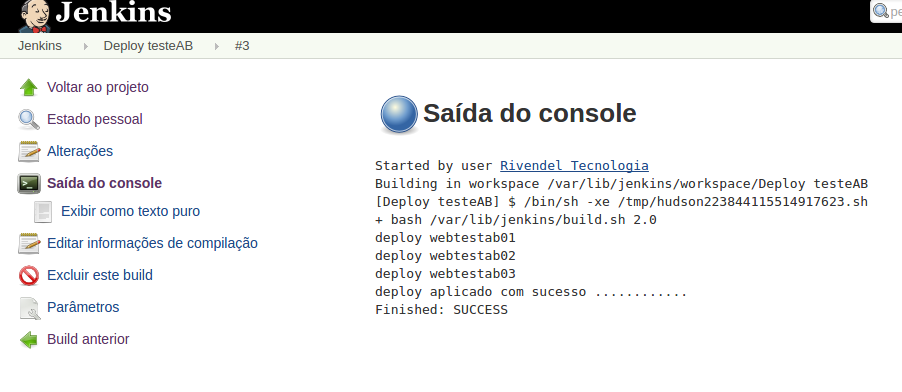 Jenkins
pe
Jenkins
Deploy testeAB
#3
Voltar ao projeto
Estado pessoal
Alterações
Saída do console
Exibir como texto puro
Editar informações de compilação
Excluir este build
Parâmetros
Build anterior
Saída do console
Started by user Rivendel Tecnologia
Building in workspace /var/lib/jenkins/workspace/Deploy testeAB
[Deploy testeAB] $ /bin/sh -xe /tmp/hudson223844115514917623.sh
+ bash /var/lib/jenkins/build.sh 2.0
deploy webtestab01
deploy webtestab02
deploy webtestab03
deploy aplicado com sucesso ............
Finished: SUCCESS